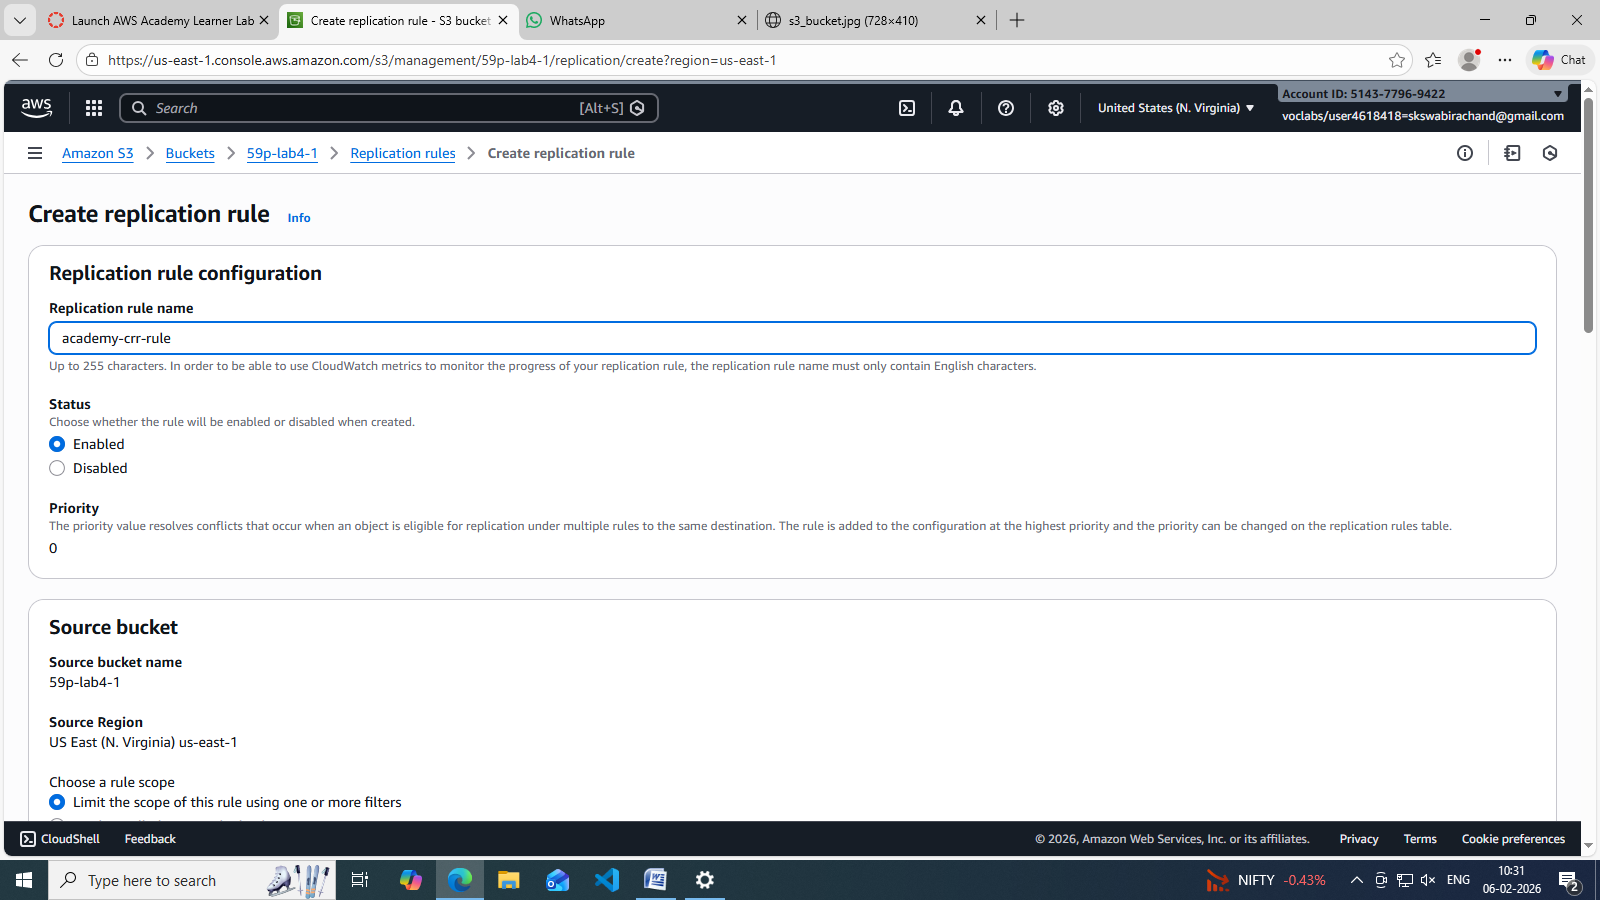 Launch AWS Academy Learner Lab
Create replication rule - S3 bucket
WhatsApp
s3_bucket.jpg (728×410)
https://us-east-1.console.aws.amazon.com/s3/management/59p-lab4-1/replication/create?region=us-east-1
Chat
aws
Search
[Alt+S]
United States (N. Virginia)
Account ID: 5143-7796-9422
voclabs/user4618418=skswabirachand@gmail.com
Amazon S3
Buckets
59p-lab4-1
Replication rules
Create replication rule
Create replication rule
Info
Replication rule configuration
Replication rule name
academy-crr-rule
Up to 255 characters. In order to be able to use CloudWatch metrics to monitor the progress of your replication rule, the replication rule name must only contain English characters.
Status
Choose whether the rule will be enabled or disabled when created.
Enabled
Disabled
Priority
The priority value resolves conflicts that occur when an object is eligible for replication under multiple rules to the same destination. The rule is added to the configuration at the highest priority and the priority can be changed on the replication rules table.
0
Source bucket
Source bucket name
59p-lab4-1
Source Region
US East (N. Virginia) us-east-1
Choose a rule scope
Limit the scope of this rule using one or more filters
CloudShell
Feedback
© 2026, Amazon Web Services, Inc. or its affiliates.
Privacy
Terms
Cookie preferences
Type here to search
NIFTY -0.43%
ENG
10:31
06-02-2026
2